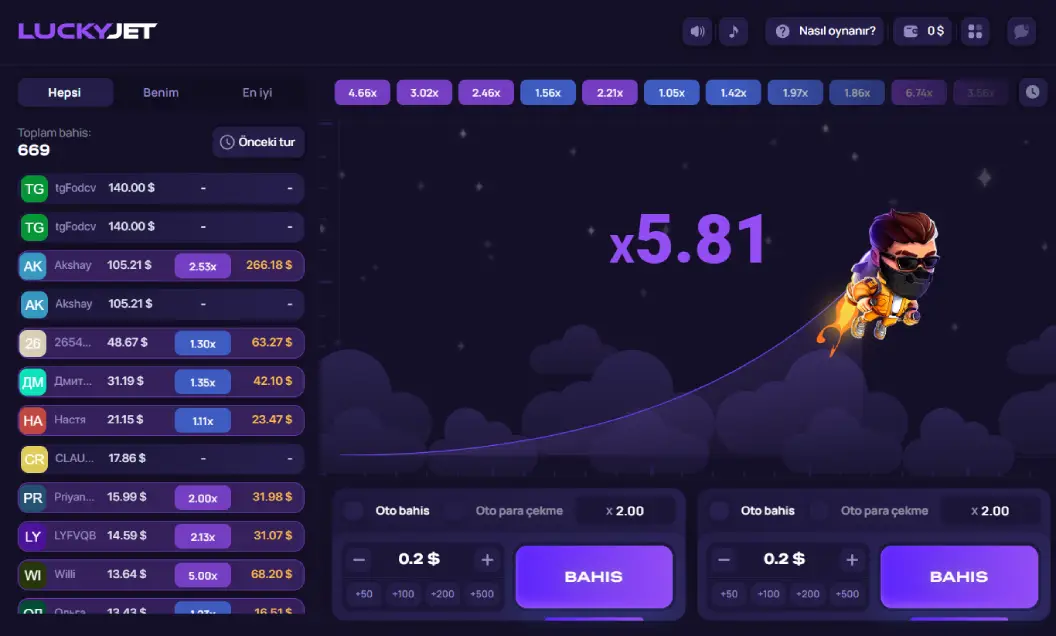 LUCKYJET
Nasıl oynanır?
0 $
Hepsi
Benim
En iyi
4.66x
3.02x
2.46x
1.56x
2.21x
1.05x
1.42x
1.97x
1.86x
6.74x
3.56x
Toplam bahis:
669
Önceki tur
TG tgFodcv 140.00 $ - -
TG tgFodcv 140.00 $ - -
AK Akshay 105.21 $ 2.53x 266.18 $
AK Akshay 105.21 $ - -
26 2654... 48.67 $ 1.30x 63.27 $
ДМ Дмит... 31.19 $ 1.35x 42.10 $
НА Настя 21.15 $ 1.11x 23.47 $
CR CLAU... 17.86 $ - -
PR Priyan... 15.99 $ 2.00x 31.98 $
LY LYFVQB 14.59 $ 2.13x 31.07 $
WI Willi 13.64 $ 5.00x 68.20 $
ОЛ Ольга 13.43 $ 1.23x 16.51 $
x5.81
Oto bahis
Oto para çekme
x 2.00
0.2 $
+50
+100
+200
+500
BAHIS
Oto bahis
Oto para çekme
x 2.00
0.2 $
+50
+100
+200
+500
BAHIS